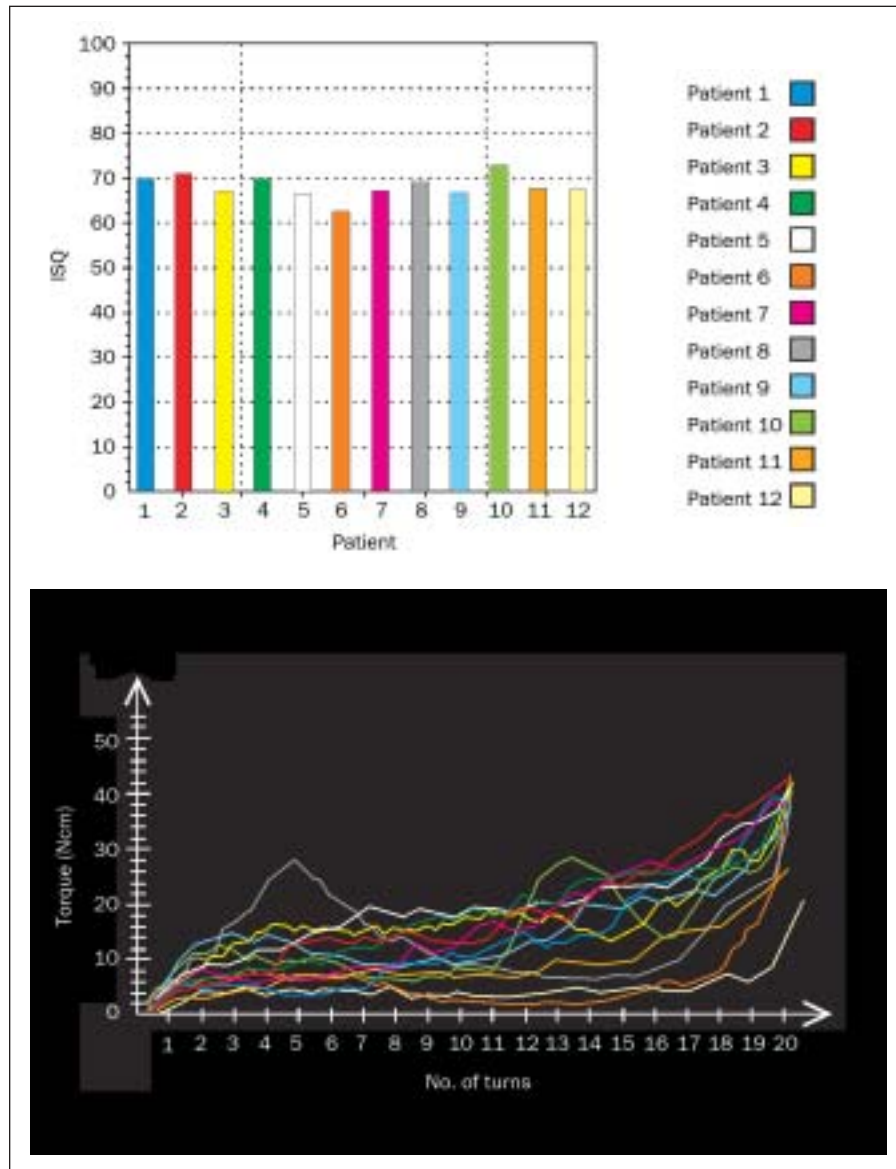 100
90
80
70
60
50
40
30
20
10
0
ISQ
1 2 3 4 5 6 7 8 9 10 11 12
Patient
Patient 1
Patient 2
Patient 3
Patient 4
Patient 5
Patient 6
Patient 7
Patient 8
Patient 9
Patient 10
Patient 11
Patient 12
50
40
30
20
10
0
Torque (Ncm)
1 2 3 4 5 6 7 8 9 10 11 12 13 14 15 16 17 18 19 20
No. of turns